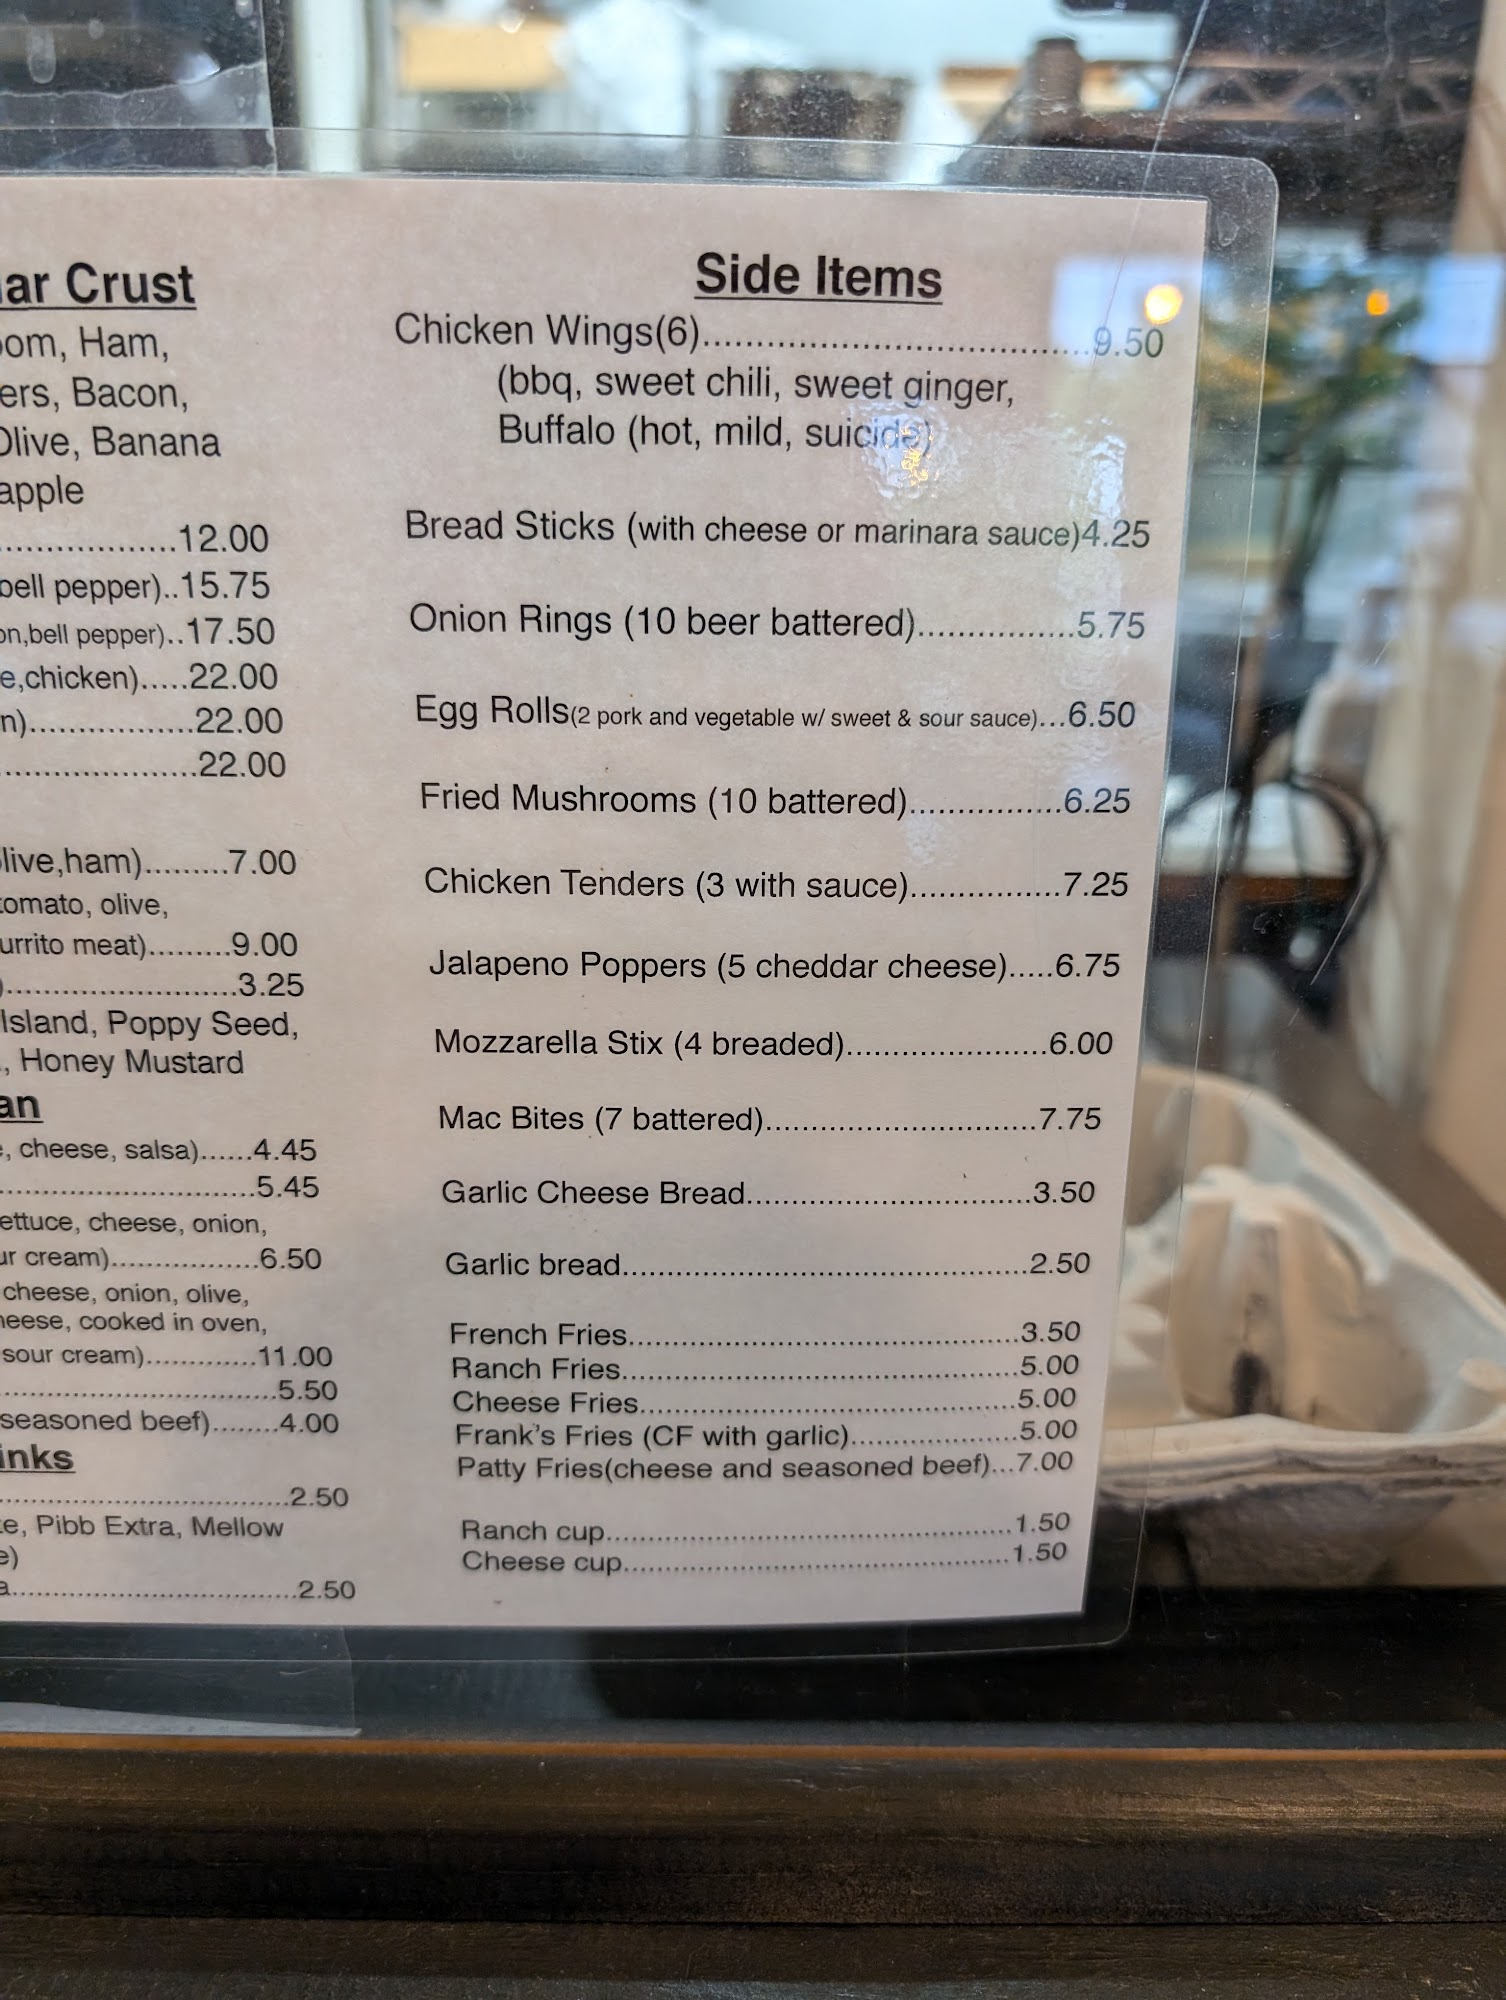 ar Crust
om, Ham,
ers, Bacon,
Olive, Banana
apple
....................12.00
bell pepper)..15.75
on,bell pepper)..17.50
e,chicken).....22.00
n)...................22.00
.......................22.00
live,ham).........7.00
tomato, olive,
urrito meat).........9.00
)..........................3.25
Island, Poppy Seed,
, Honey Mustard
an
, cheese, salsa)......4.45
.............................5.45
ettuce, cheese, onion,
ur cream).................6.50
cheese, onion, olive,
heese, cooked in oven,
sour cream).............11.00
.................................5.50
seasoned beef)........4.00
inks
...................................2.50
e, Pibb Extra, Mellow
e)
a..................................2.50
Side Items
Chicken Wings(6).......................................9.50
(bbq, sweet chili, sweet ginger,
Buffalo (hot, mild, suicide)
Bread Sticks (with cheese or marinara sauce)4.25
Onion Rings (10 beer battered)................5.75
Egg Rolls(2 pork and vegetable w/ sweet & sour sauce)...6.50
Fried Mushrooms (10 battered)................6.25
Chicken Tenders (3 with sauce)................7.25
Jalapeno Poppers (5 cheddar cheese).....6.75
Mozzarella Stix (4 breaded)......................6.00
Mac Bites (7 battered)..............................7.75
Garlic Cheese Bread................................3.50
Garlic bread..............................................2.50
French Fries.............................................3.50
Ranch Fries..............................................5.00
Cheese Fries............................................5.00
Frank's Fries (CF with garlic)...................5.00
Patty Fries(cheese and seasoned beef)...7.00
Ranch cup................................................1.50
Cheese cup..............................................1.50